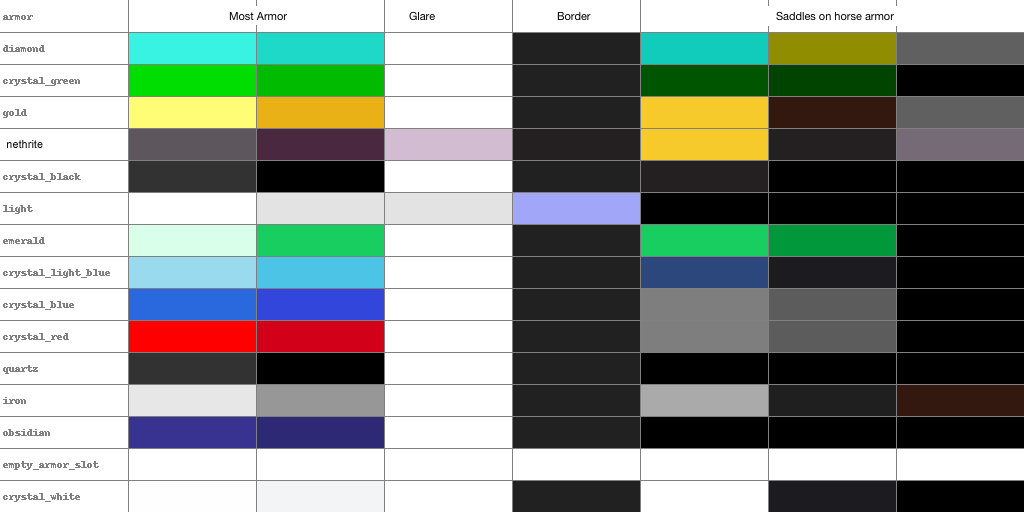 armor Most Armor Glare Border Saddles on horse armor
diamond
crystal_green
gold
nethrite
crystal_black
light
emerald
crystal_light_blue
crystal_blue
crystal_red
quartz
iron
obsidian
empty_armor_slot
crystal_white